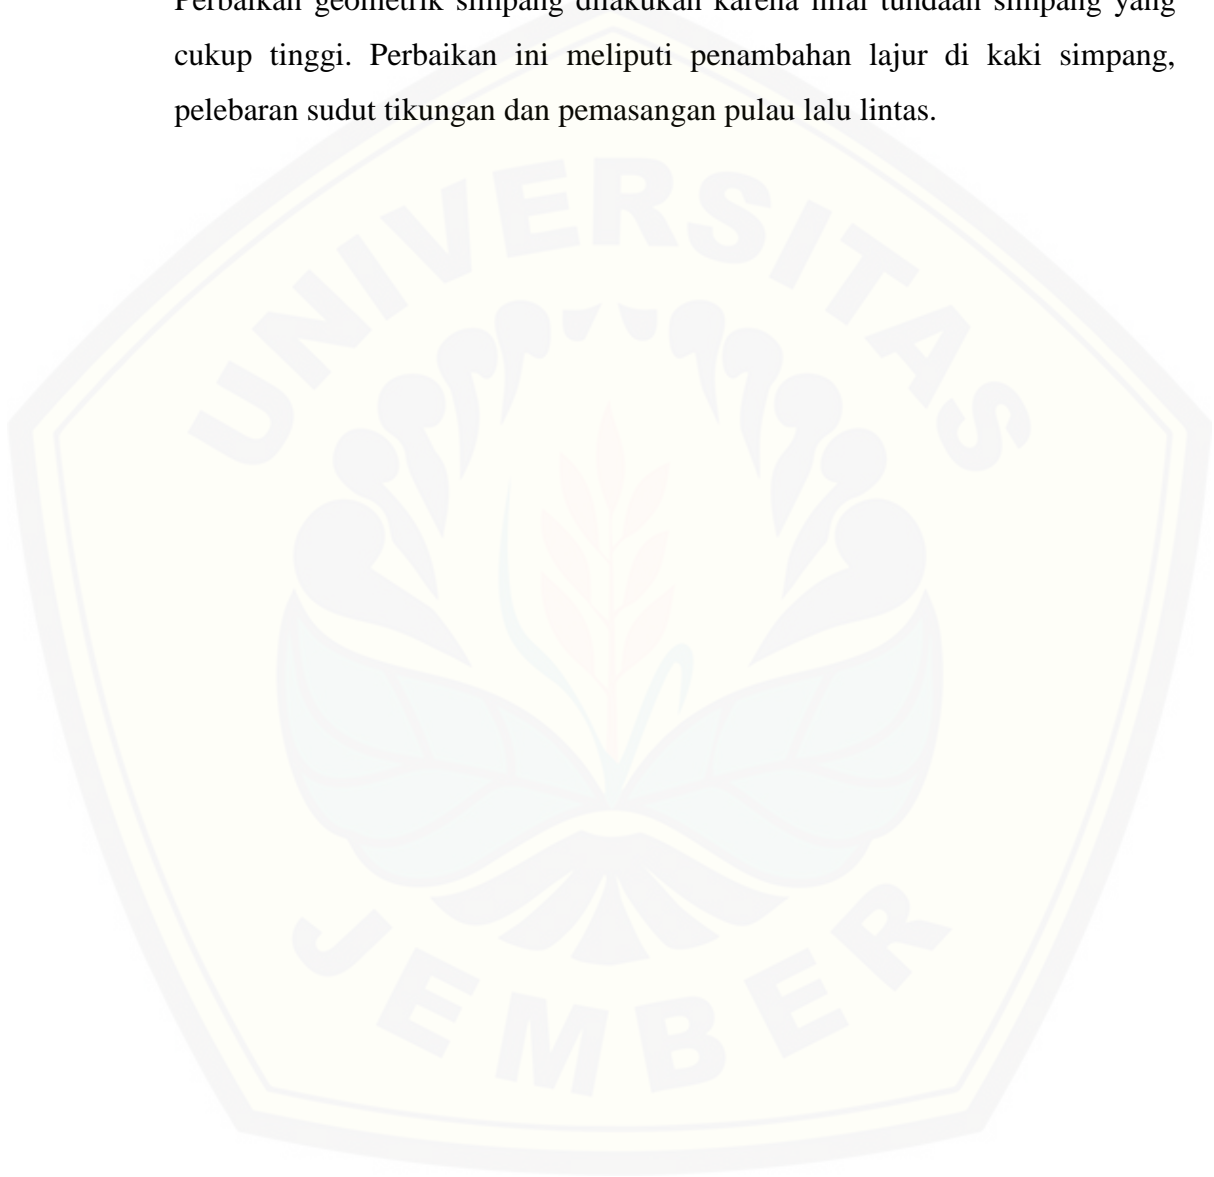 Perbaikan geometrik simpang dilakukan karena nilai tundaan simpang yang
cukup tinggi. Perbaikan ini meliputi penambahan lajur di kaki simpang,
pelebaran sudut tikungan dan pemasangan pulau lalu lintas.
UNIVERSITAS
JEMBER